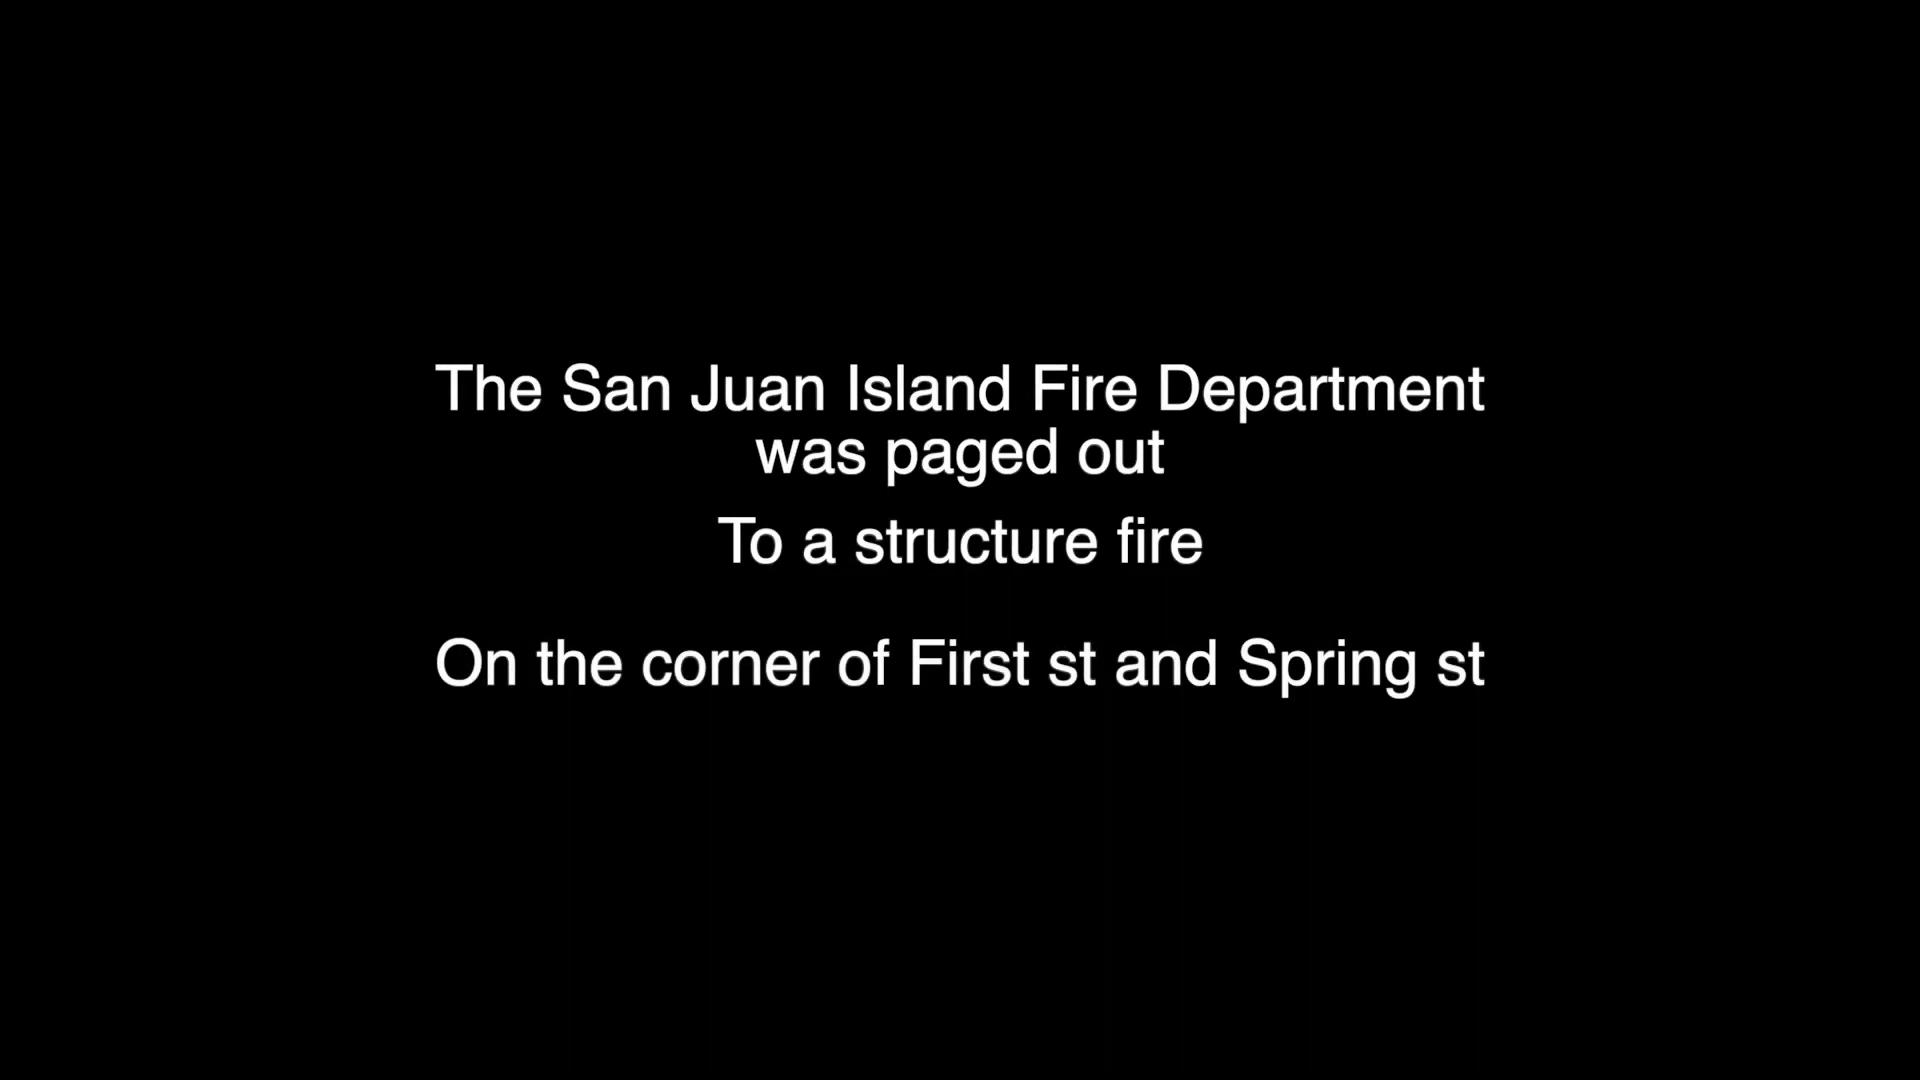 The San Juan Island Fire Department
was paged out
To a structure fire
On the corner of First st and Spring st